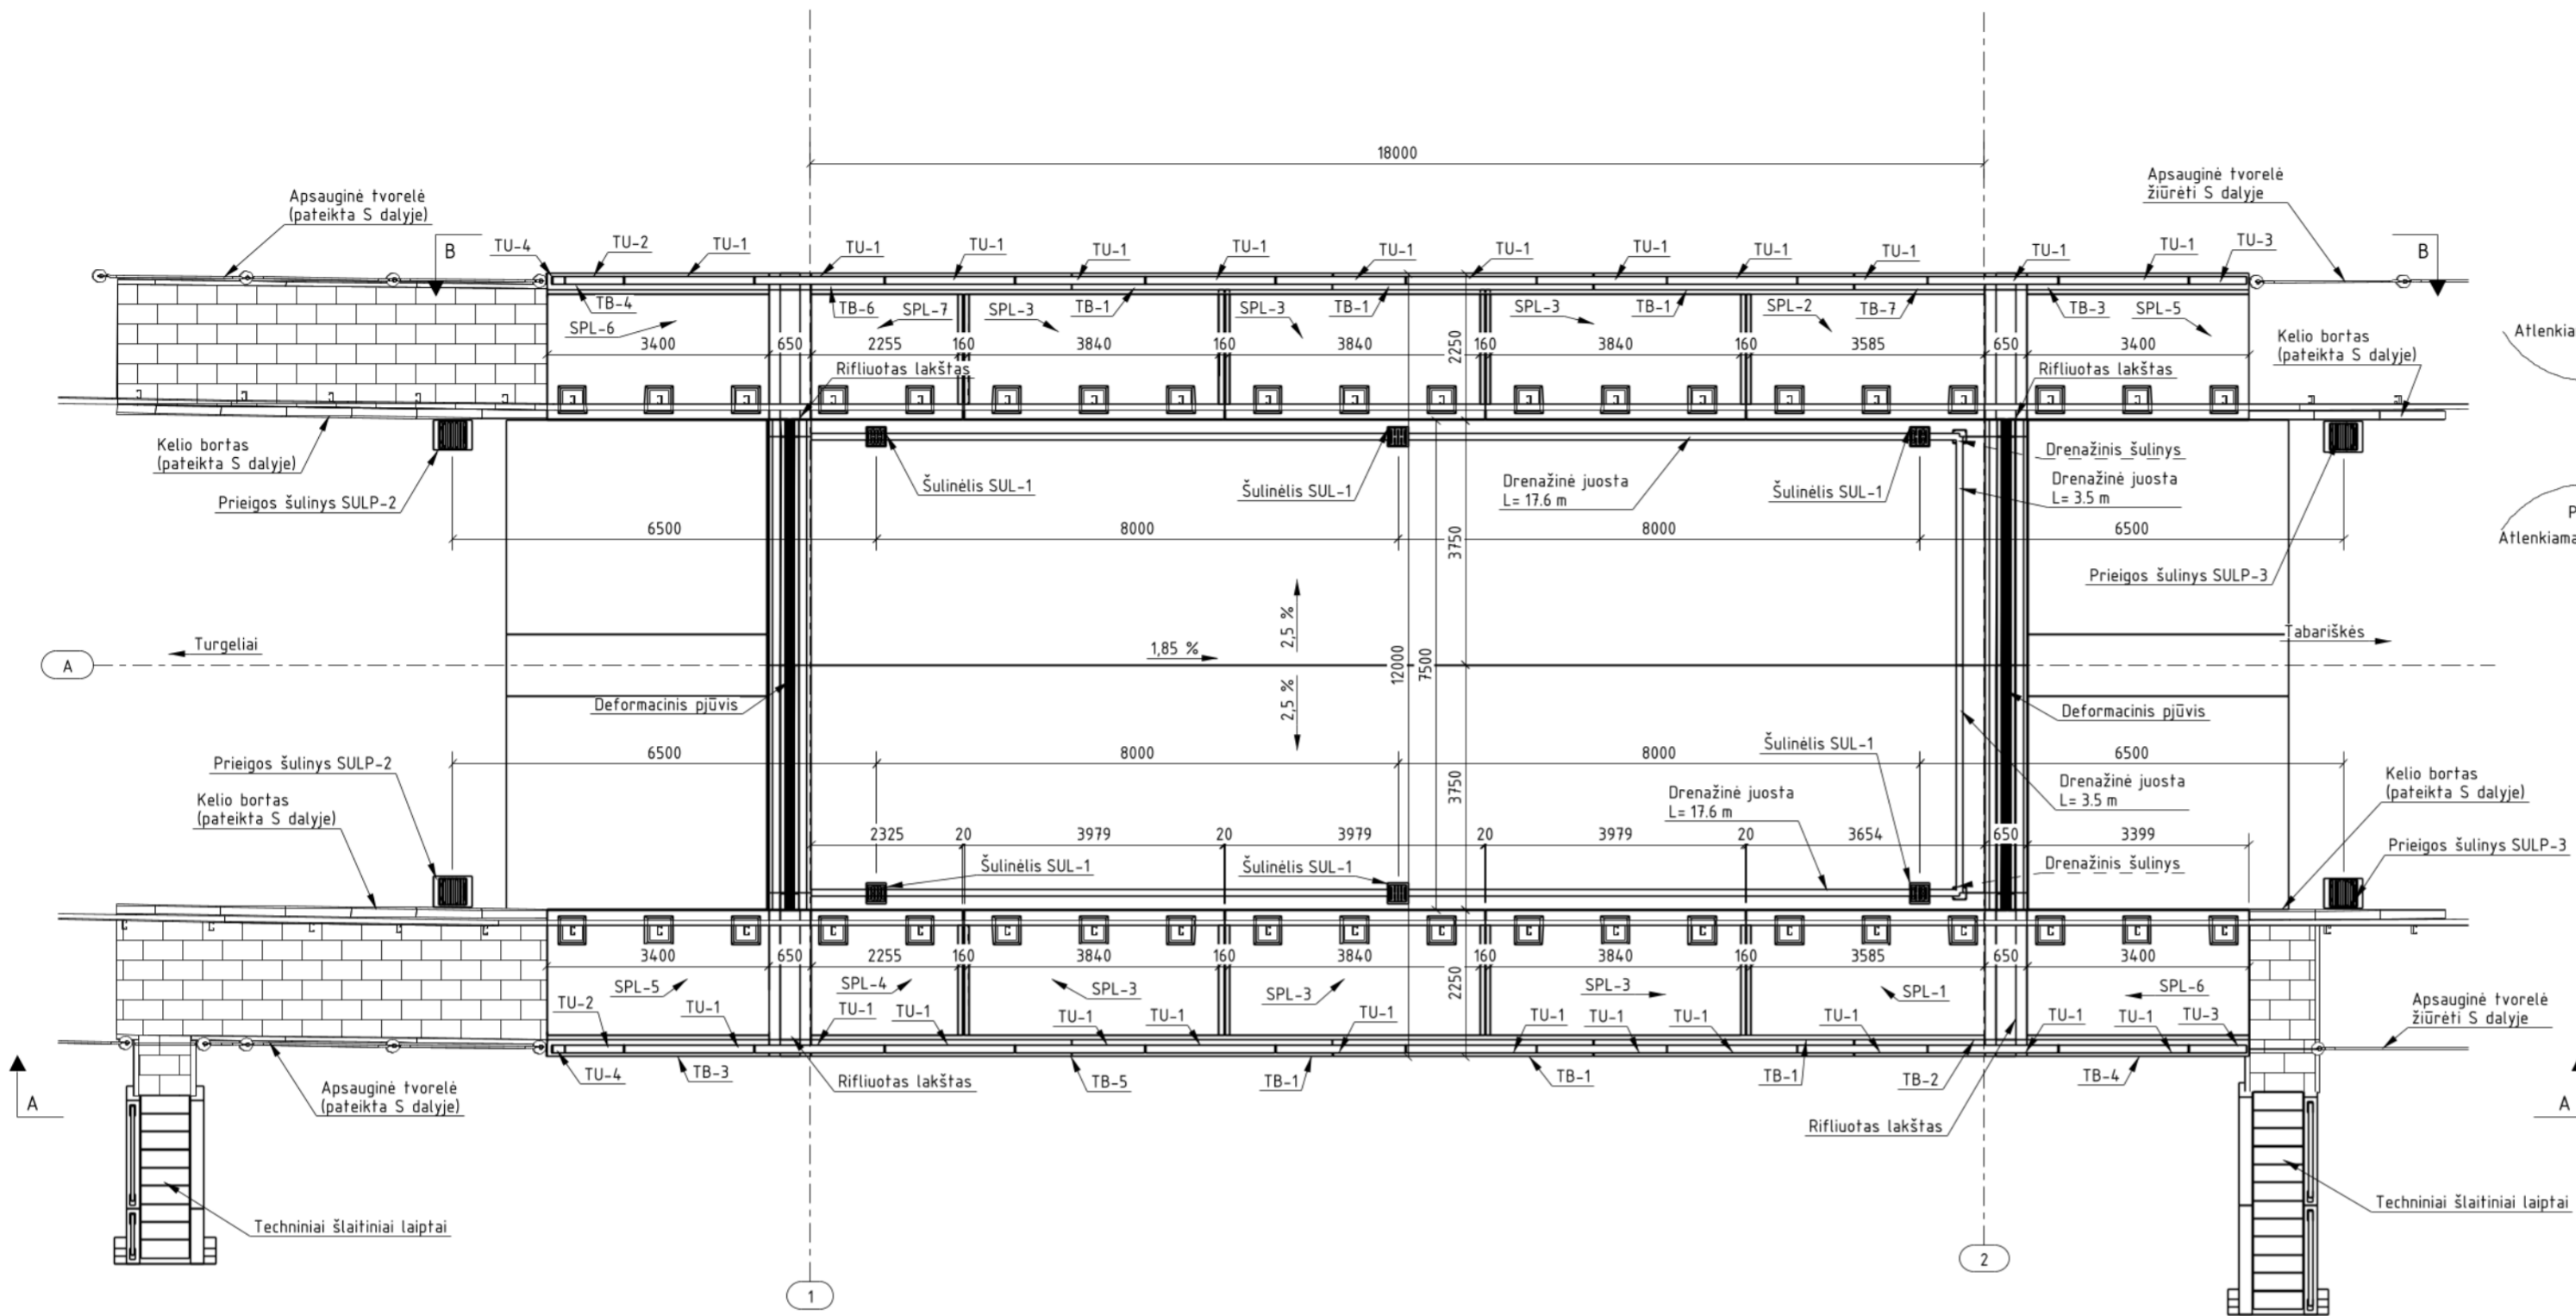 18000
Apsauginė tvorelė
(pateikta S dalyje)
Apsauginė tvorelė
žiūrėti S dalyje
B
TU-4
TU-2
TU-1
TU-1
TU-1
TU-1
TU-1
TU-1
TU-1
TU-1
TU-1
TU-1
TU-1
TU-1
TU-3
B
TB-4
TB-6
SPL-7
SPL-3
TB-1
SPL-3
TB-1
SPL-3
TB-1
SPL-2
TB-7
TB-3
SPL-5
SPL-6
3400
650
2255
160
3840
160
3840
2250
160
3840
160
3585
650
3400
Kelio bortas
(pateikta S dalyje)
Atlenkia
Rifliuotas lakštas
Rifliuotas lakštas
Kelio bortas
(pateikta S dalyje)
Prieigos šulinys SULP-2
Šulinėlis SUL-1
Šulinėlis SUL-1
Drenažinė juosta
L= 17.6 m
Šulinėlis SUL-1
Drenažinis šulinys
Drenažinė juosta
L= 3.5 m
6500
8000
3750
8000
6500
P
Atlenkiama
Prieigos šulinys SULP-3
2,5 %
Turgeliai
A
1,85 %
12000
7500
Tabariškės
2,5 %
Deformacinis pjūvis
Deformacinis pjūvis
6500
8000
3750
8000
6500
Prieigos šulinys SULP-2
Šulinėlis SUL-1
Kelio bortas
(pateikta S dalyje)
Drenažinė juosta
L= 17.6 m
Drenažinė juosta
L= 3.5 m
Kelio bortas
(pateikta S dalyje)
2325
20
3979
20
3979
20
3979
20
3654
650
3399
Prieigos šulinys SULP-3
Šulinėlis SUL-1
Šulinėlis SUL-1
Drenažinis šulinys
3400
650
2255
160
3840
160
3840
2250
160
3840
160
3585
650
3400
SPL-5
SPL-4
SPL-3
SPL-3
SPL-3
SPL-1
SPL-6
TU-2
TU-1
TU-1
TU-1
TU-1
TU-1
TU-1
TU-1
TU-1
TU-1
TU-1
TU-1
TU-1
TU-3
Apsauginė tvorelė
žiūrėti S dalyje
TU-4
TB-3
Rifliuotas lakštas
TB-5
TB-1
TB-1
TB-1
TB-2
TB-4
Apsauginė tvorelė
(pateikta S dalyje)
A
A
Rifliuotas lakštas
Techniniai šlaitiniai laiptai
Techniniai šlaitiniai laiptai
1
2